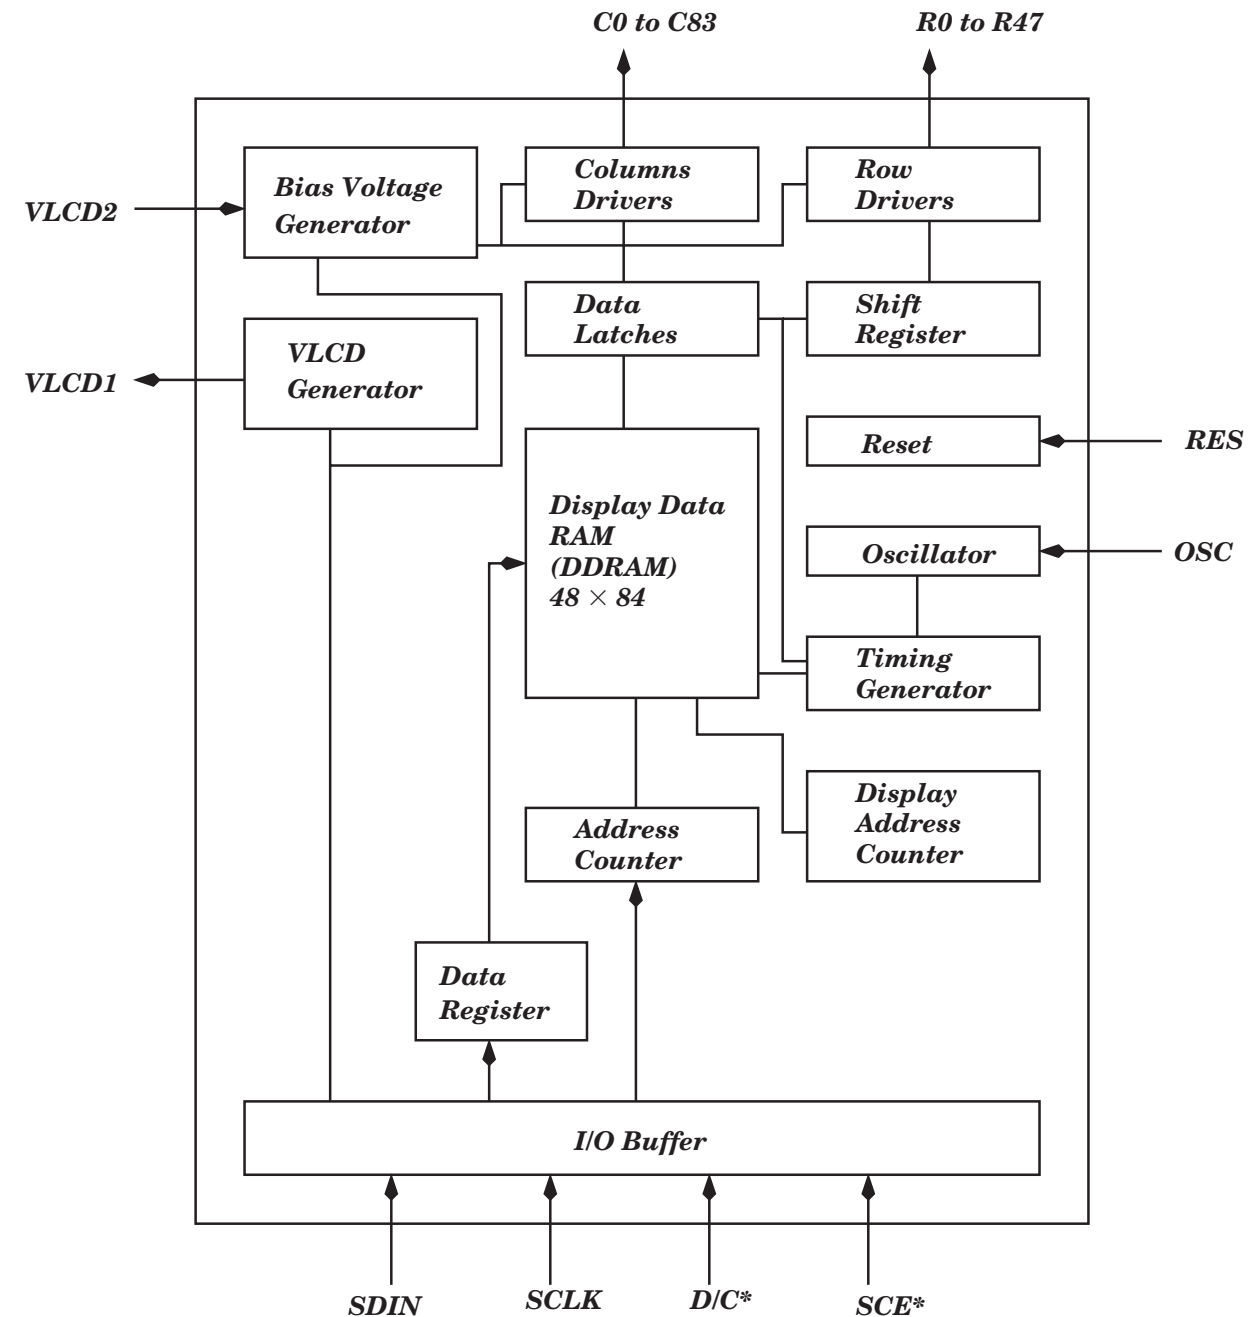 C0 to C83
R0 to R47
Bias Voltage
Generator
Columns
Drivers
Row
Drivers
VLCD2
Data
Latches
Shift
Register
VLCD
Generator
VLCD1
Reset
RES
Display Data
RAM
(DDRAM)
48 × 84
Oscillator
OSC
Timing
Generator
Display
Address
Counter
Address
Counter
Data
Register
I/O Buffer
SDIN
SCLK
D/C*
SCE*